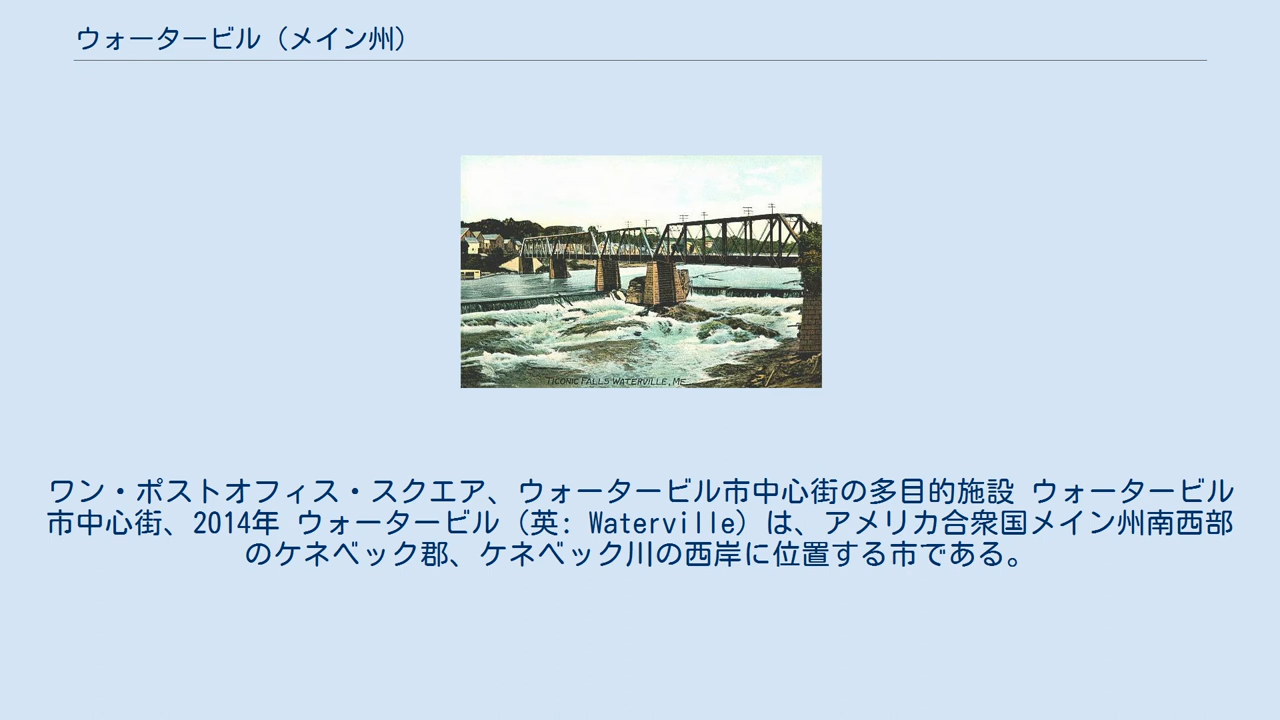 ウォータービル（メイン州）
TICONIC FALLS WATERVILLE, ME
ワン・ポストオフィス・スクエア、ウォータービル市中心街の多目的施設 ウォータービル
市中心街、2014年 ウォータービル（英: Waterville）は、アメリカ合衆国メイン州南西部
のケネベック郡、ケネベック川の西岸に位置する市である。